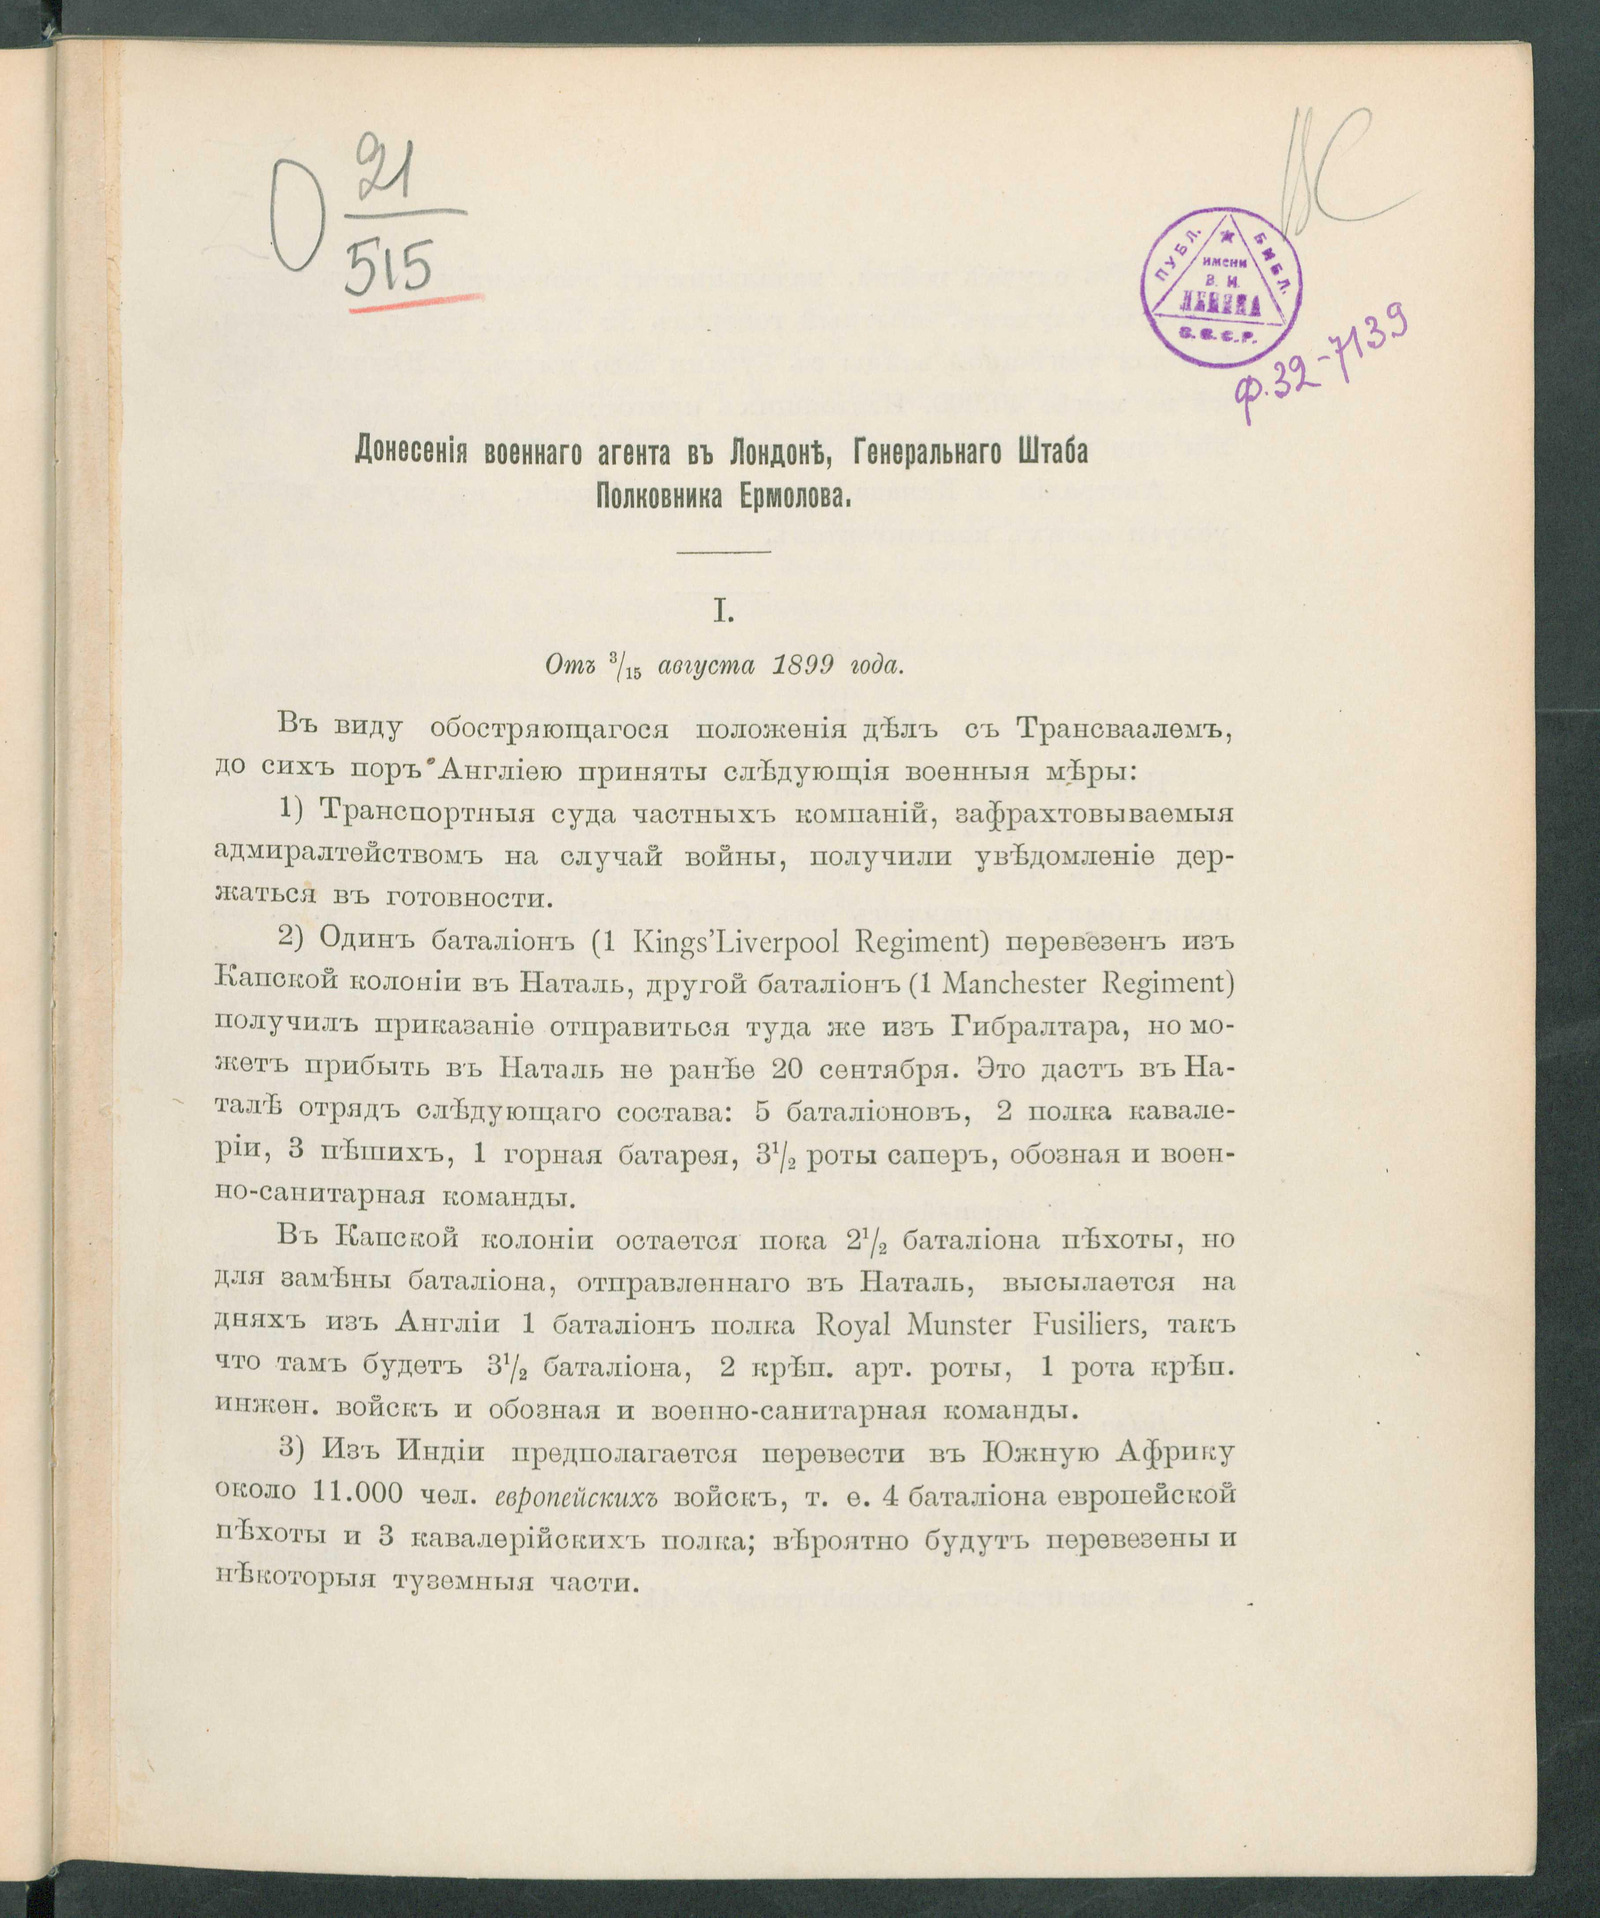 О 21
515
ВС
ПУБЛ. БИБЛ.
ИМЕНИ
В. И.
ЛЕНИНА
С.С.С.Р.
Ф.32-7139
Донесенія военнаго агента въ Лондонѣ, Генеральнаго Штаба
Полковника Ермолова.
I.
Отъ 3/15 августа 1899 года.
Въ виду обостряющагося положенія дѣлъ съ Трансваалемъ,
до сихъ поръ Англіею приняты слѣдующія военныя мѣры:
1) Транспортныя суда частныхъ компаній, зафрахтовываемыя
адмиралтействомъ на случай войны, получили увѣдомленіе дер-
жаться въ готовности.
2) Одинъ баталіонъ (1 Kings'Liverpool Regiment) перевезенъ изъ
Капской колоніи въ Наталь, другой баталіонъ (1 Manchester Regiment)
получилъ приказаніе отправиться туда же изъ Гибралтара, но мо-
жетъ прибыть въ Наталь не ранѣе 20 сентября. Это дастъ въ На-
талѣ отрядъ слѣдующаго состава: 5 баталіоновъ, 2 полка кавале-
ріи, 3 пѣшихъ, 1 горная батарея, 3½ роты саперъ, обозная и воен-
но-санитарная команды.
Въ Капской колоніи остается пока 2½ баталіона пѣхоты, но
для замѣны баталіона, отправленнаго въ Наталь, высылается на
дняхъ изъ Англіи 1 баталіонъ полка Royal Munster Fusiliers, такъ
что тамъ будетъ 3½ баталіона, 2 крѣп. арт. роты, 1 рота крѣп.
инжен. войскъ и обозная и военно-санитарная команды.
3) Изъ Индіи предполагается перевести въ Южную Африку
около 11.000 чел. европейскихъ войскъ, т. е. 4 баталіона европейской
пѣхоты и 3 кавалерійскихъ полка; вѣроятно будутъ перевезены и
нѣкоторыя туземныя части.